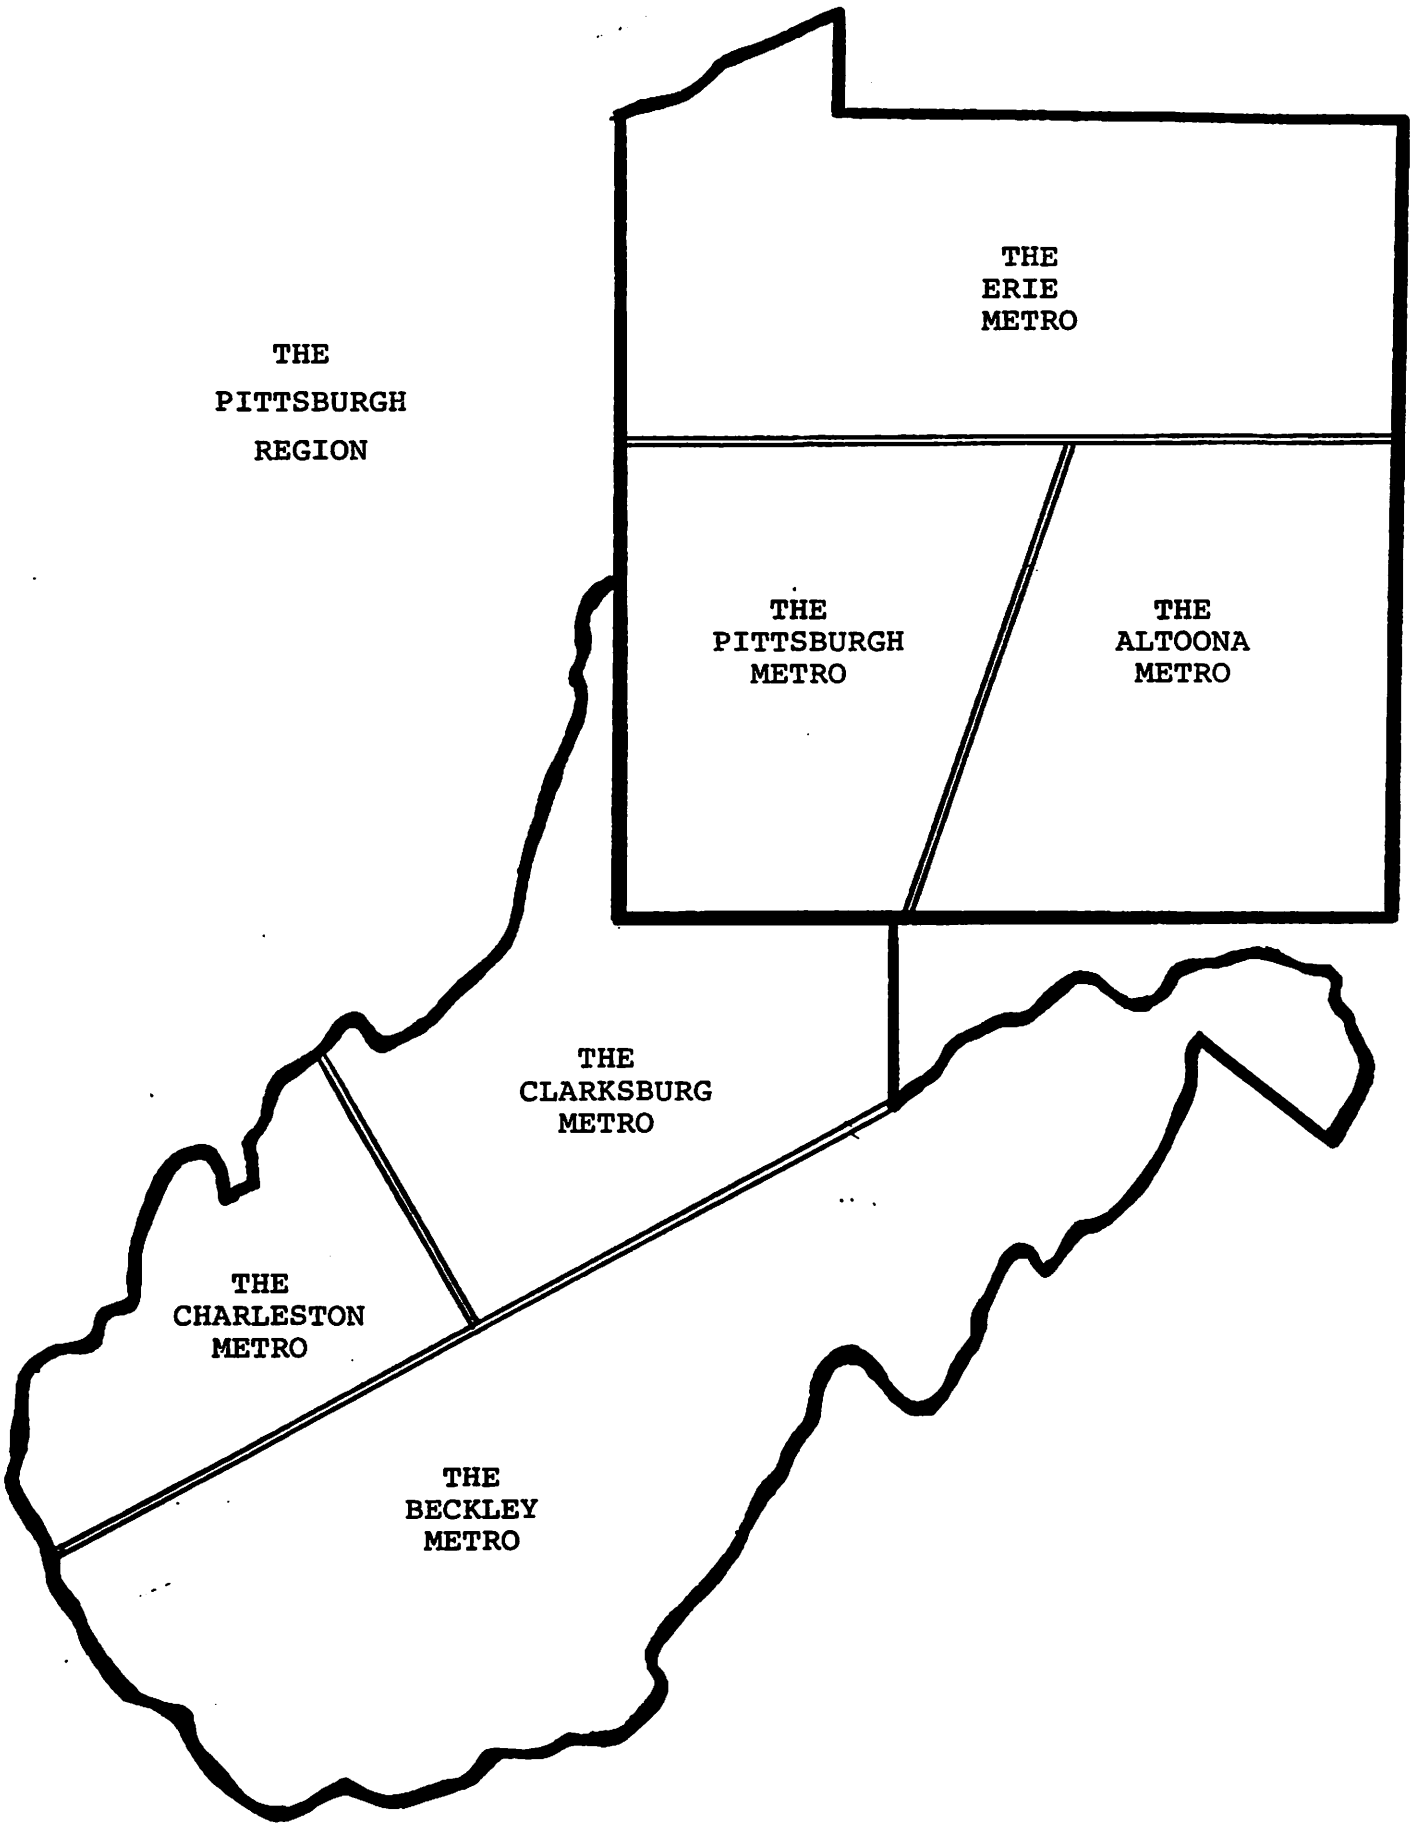 THE
ERIE
METRO
THE
PITTSBURGH
REGION
THE
PITTSBURGH
METRO
THE
ALTOONA
METRO
THE
CLARKSBURG
METRO
THE
CHARLESTON
METRO
THE
BECKLEY
METRO